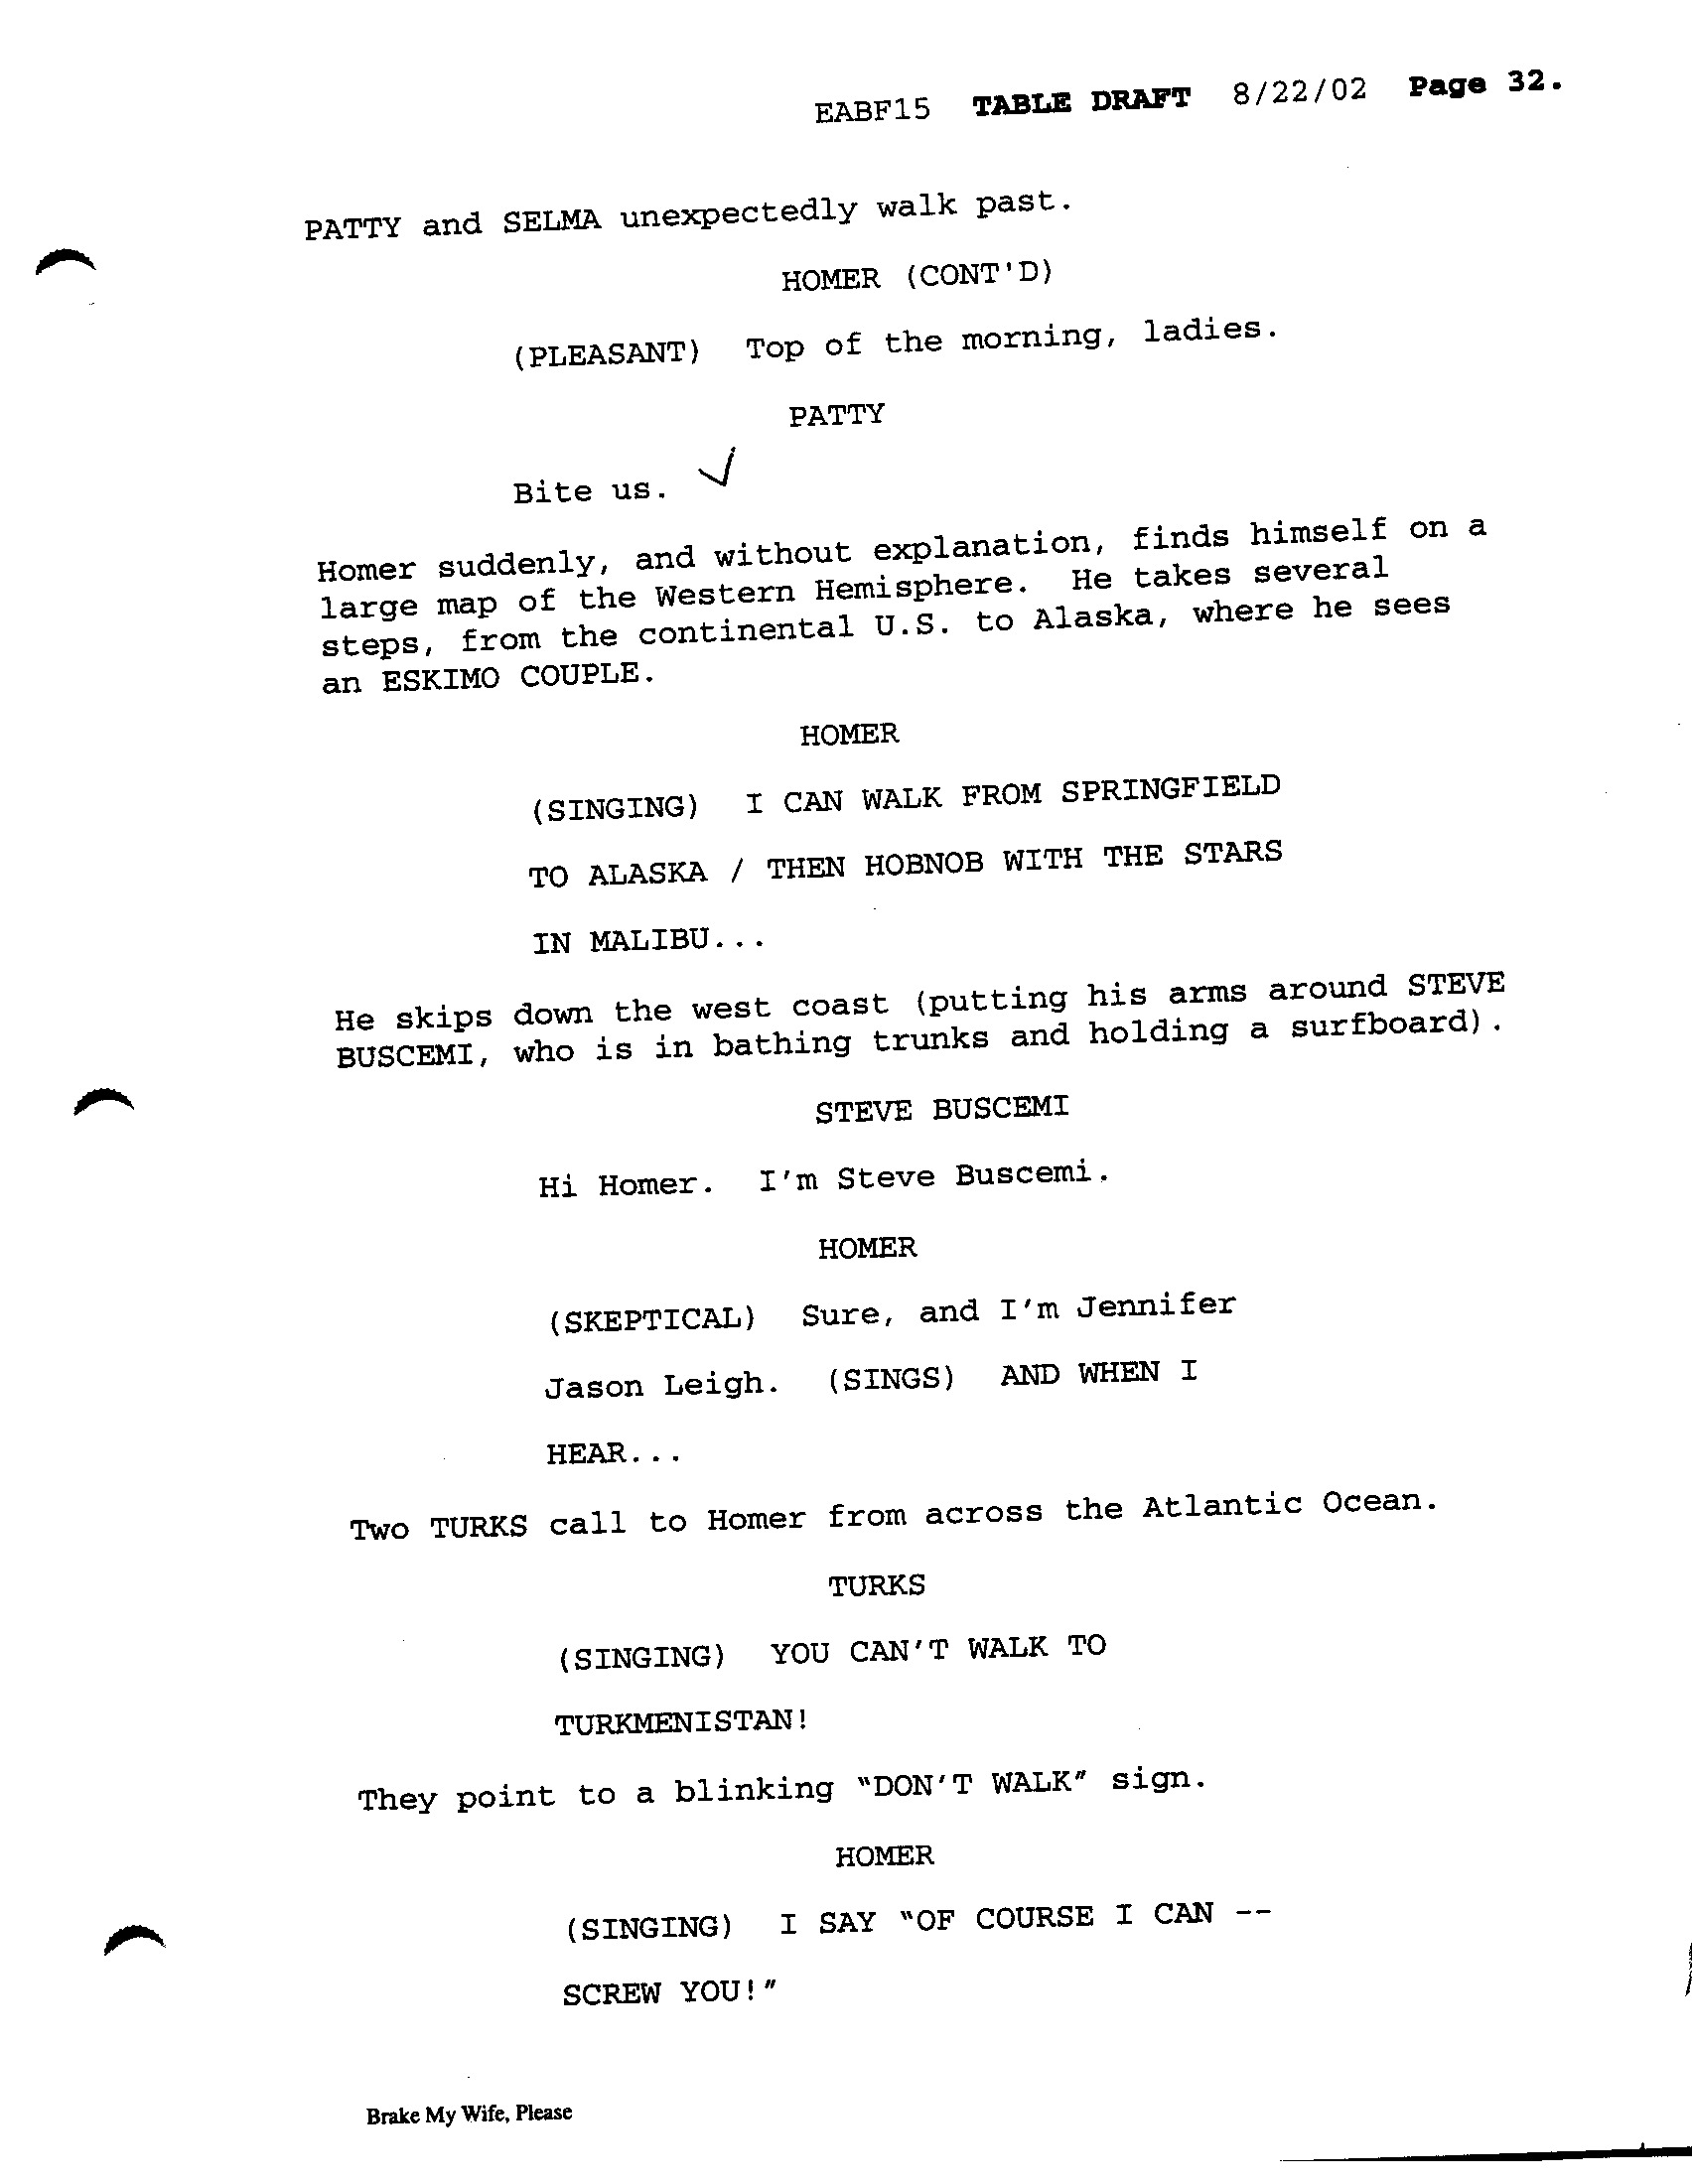 EABF15 TABLE DRAFT 8/22/02 Page 32.
PATTY and SELMA unexpectedly walk past.
HOMER (CONT'D)
(PLEASANT) Top of the morning, ladies.
PATTY
Bite us. ✓
Homer suddenly, and without explanation, finds himself on a
large map of the Western Hemisphere. He takes several
steps, from the continental U.S. to Alaska, where he sees
an ESKIMO COUPLE.
HOMER
(SINGING) I CAN WALK FROM SPRINGFIELD
TO ALASKA / THEN HOBNOB WITH THE STARS
IN MALIBU...
He skips down the west coast (putting his arms around STEVE
BUSCEMI, who is in bathing trunks and holding a surfboard).
STEVE BUSCEMI
Hi Homer. I'm Steve Buscemi.
HOMER
(SKEPTICAL) Sure, and I'm Jennifer
Jason Leigh. (SINGS) AND WHEN I
HEAR...
Two TURKS call to Homer from across the Atlantic Ocean.
TURKS
(SINGING) YOU CAN'T WALK TO
TURKMENISTAN!
They point to a blinking "DON'T WALK" sign.
HOMER
(SINGING) I SAY "OF COURSE I CAN --
SCREW YOU!"
Brake My Wife, Please